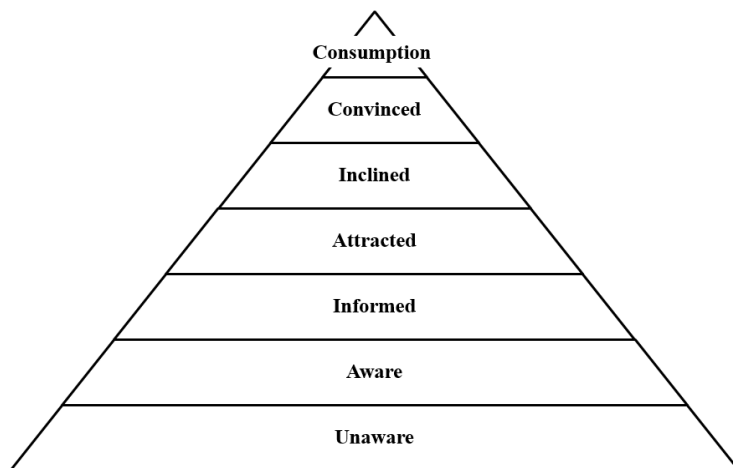 Consumption
Convinced
Inclined
Attracted
Informed
Aware
Unaware